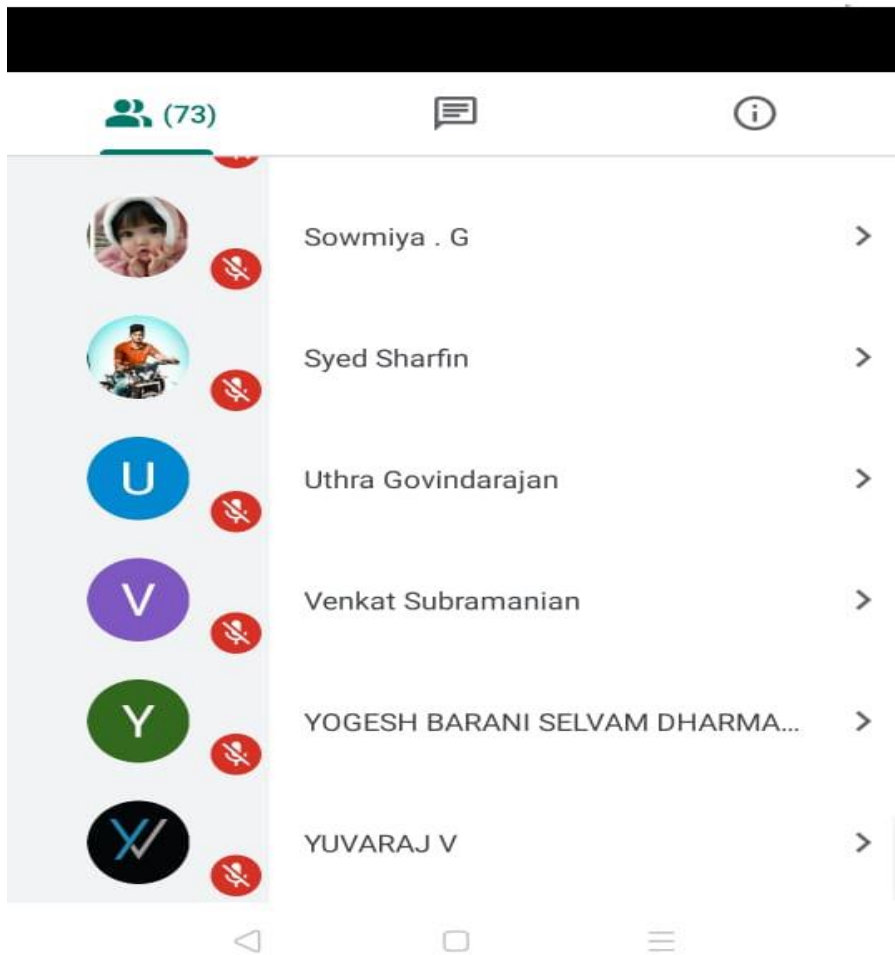 (73)
Sowmiya . G
Syed Sharfin
U
Uthra Govindarajan
V
Venkat Subramanian
Y
YOGESH BARANI SELVAM DHARMA...
YUVARAJ V